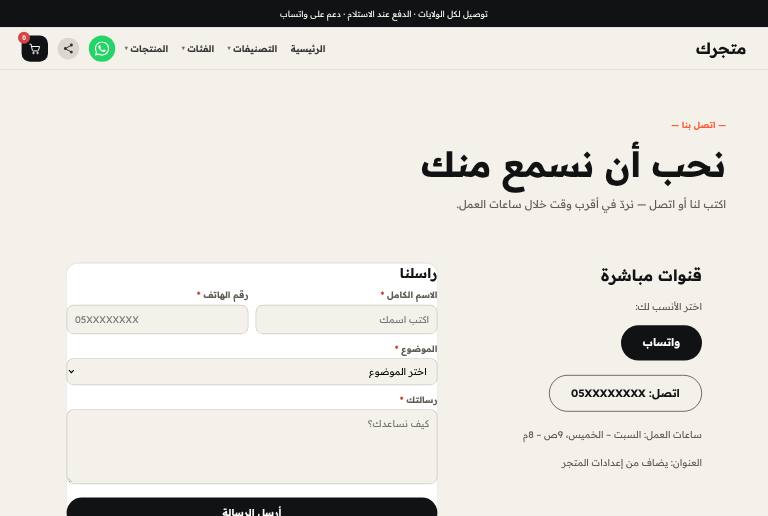 توصيل لكل الولايات · الدفع عند الاستلام · دعم على واتساب
متجرك
الرئيسية
التصنيفات
الفئات
المنتجات
0
— اتصل بنا —
نحب أن نسمع منك
اكتب لنا أو اتصل — نردّ في أقرب وقت خلال ساعات العمل.
قنوات مباشرة
اختر الأنسب لك:
واتساب
اتصل: 05XXXXXXXX
ساعات العمل: السبت – الخميس، 9ص – 8م
العنوان: يضاف من إعدادات المتجر
راسلنا
الاسم الكامل *
رقم الهاتف *
اكتب اسمك
05XXXXXXXX
الموضوع *
اختر الموضوع
رسالتك *
كيف نساعدك؟
أرسل الرسالة